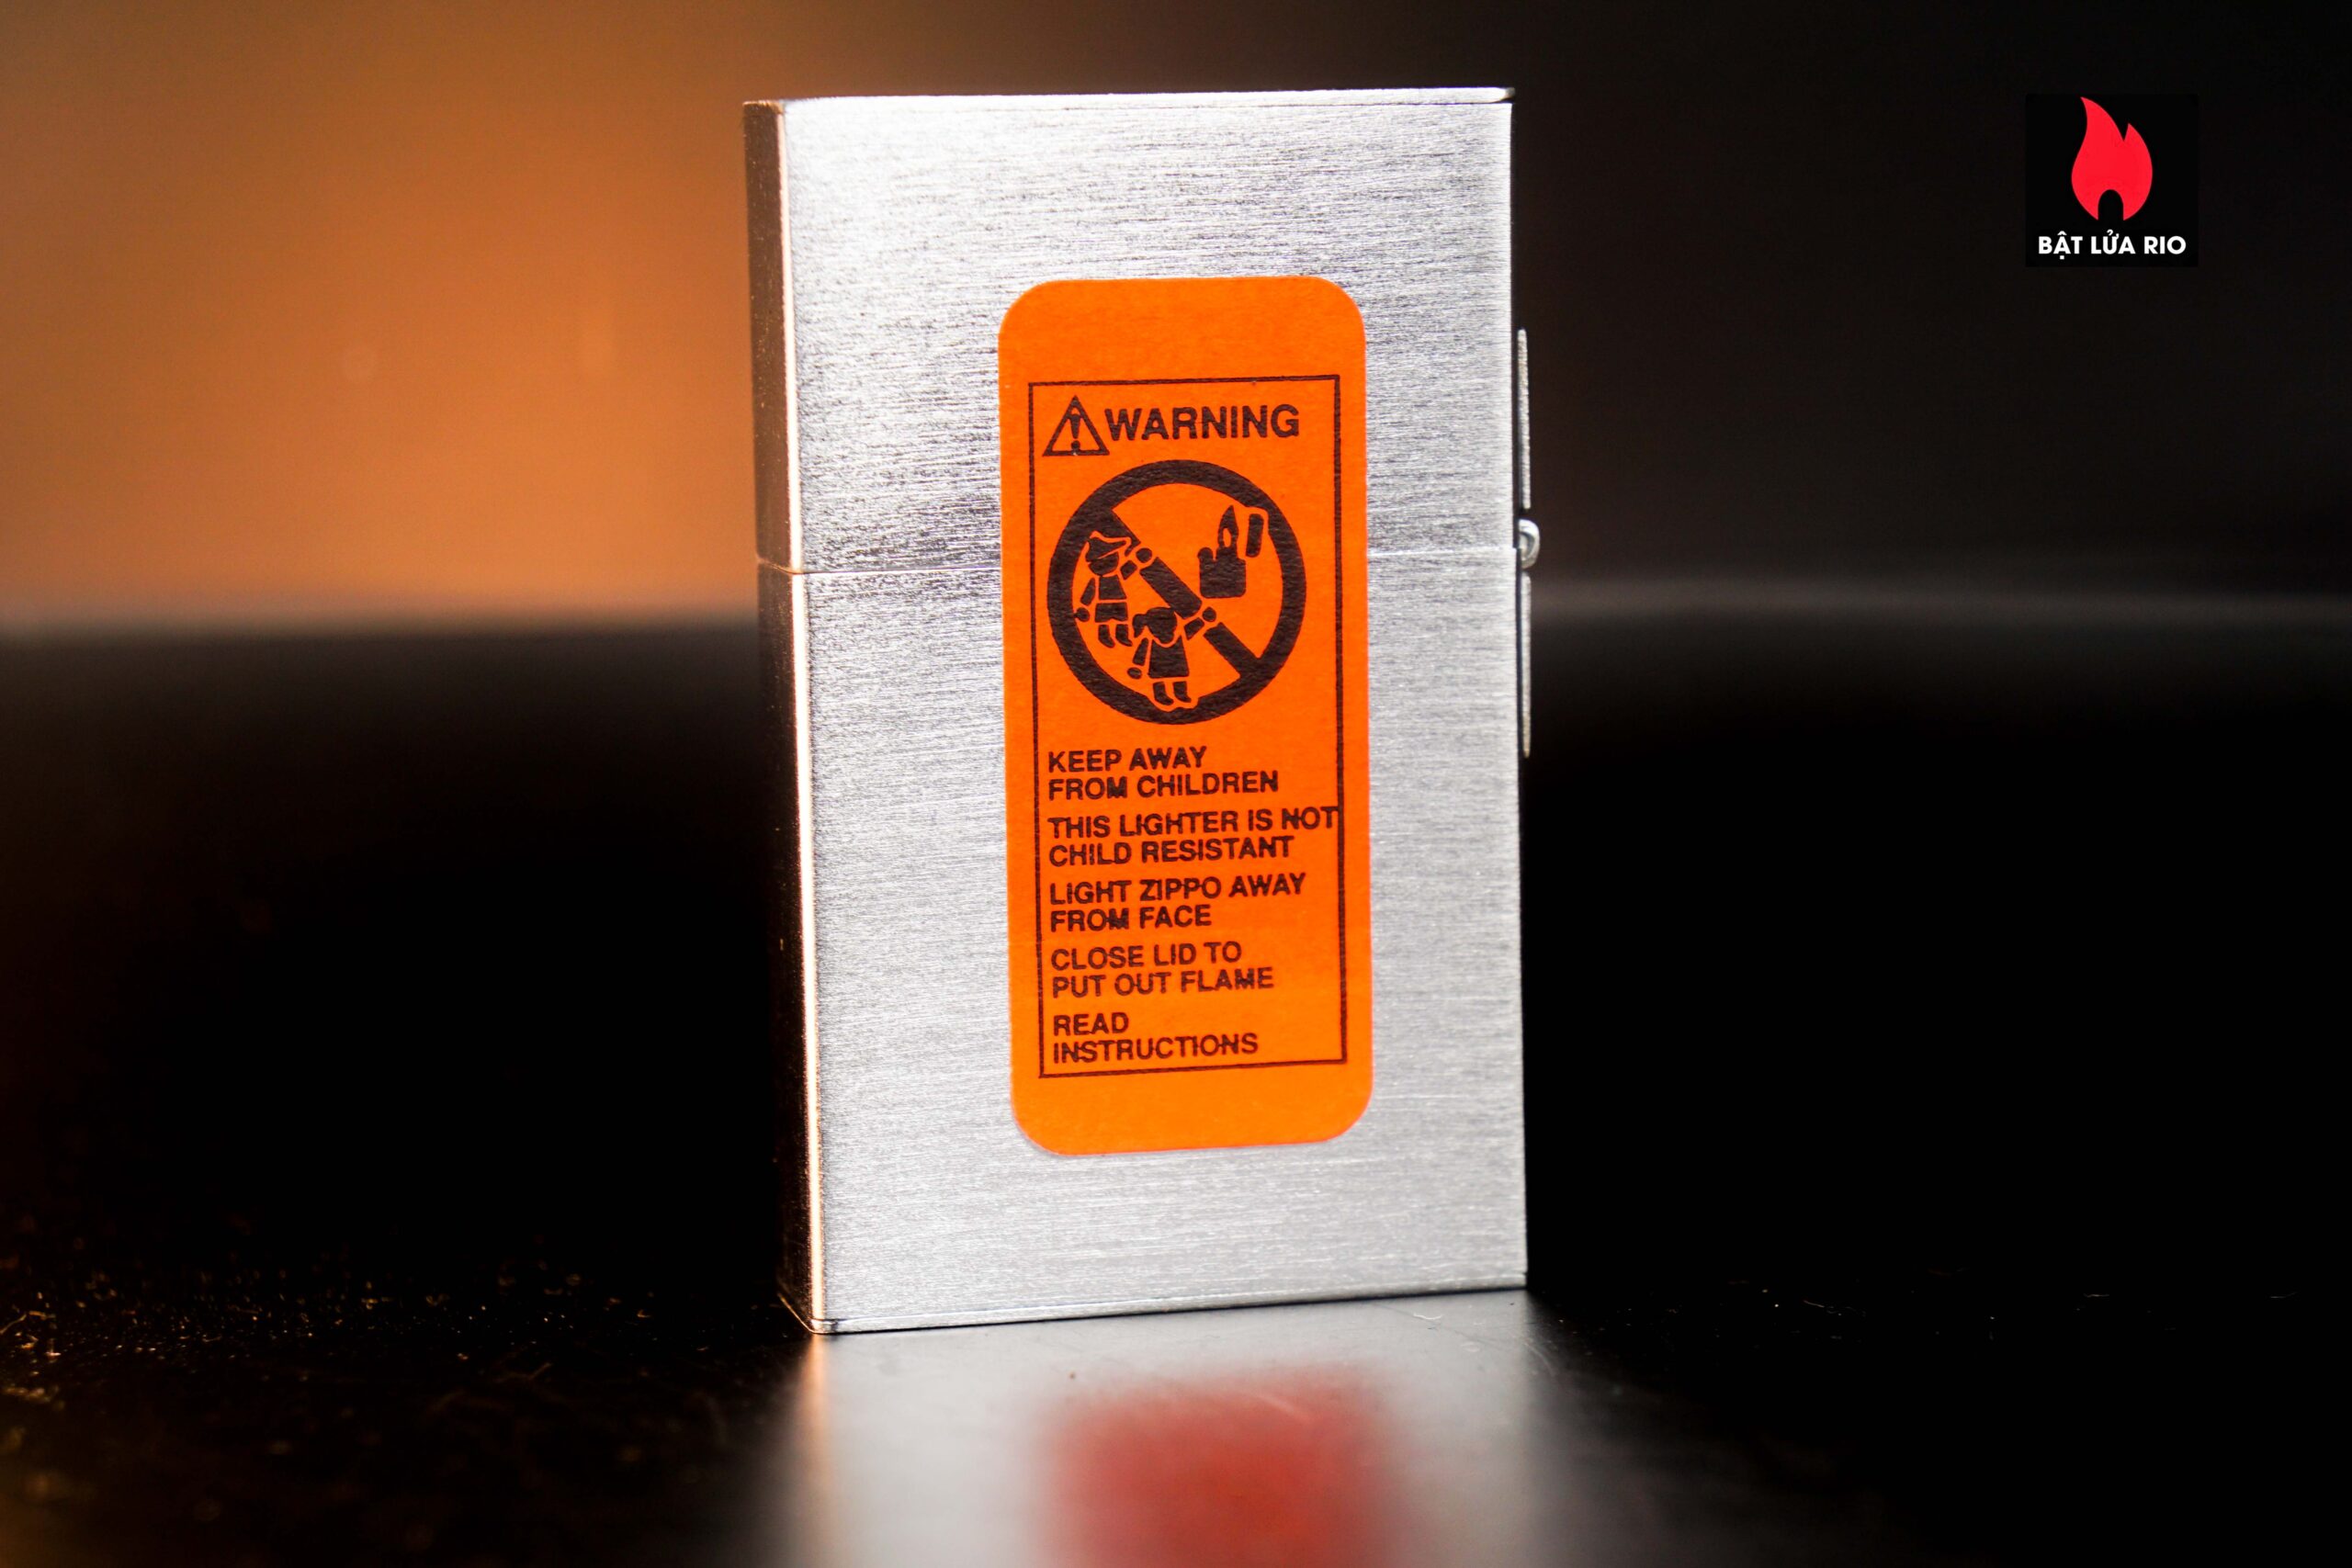 BẬT LỬA RIO
WARNING
KEEP AWAY
FROM CHILDREN
THIS LIGHTER IS NOT
CHILD RESISTANT
LIGHT ZIPPO AWAY
FROM FACE
CLOSE LID TO
PUT OUT FLAME
READ
INSTRUCTIONS